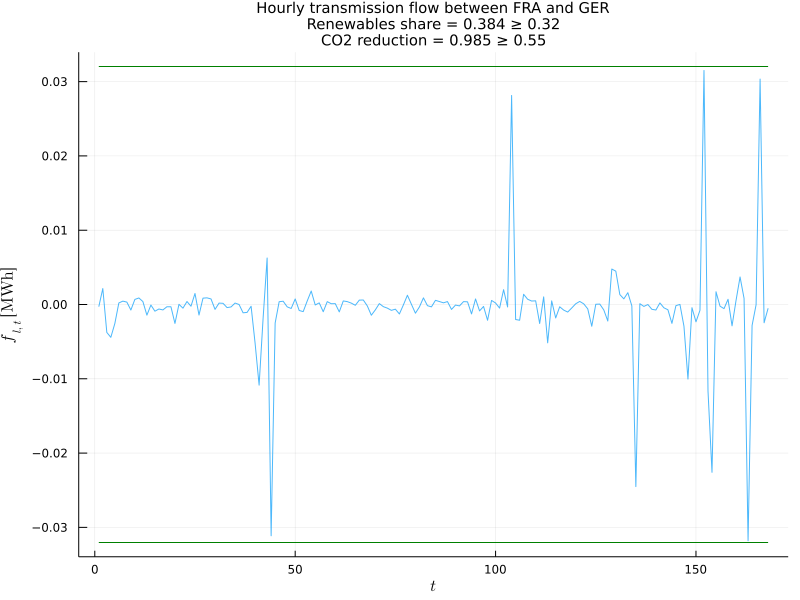 Hourly transmission flow between FRA and GER
Renewables share = 0.384 ≥ 0.32
CO2 reduction = 0.985 ≥ 0.55
0.03
0.02
0.01
0.00
−0.01
−0.02
−0.03
f_{l,t} [MWh]
0 50 100 150
t